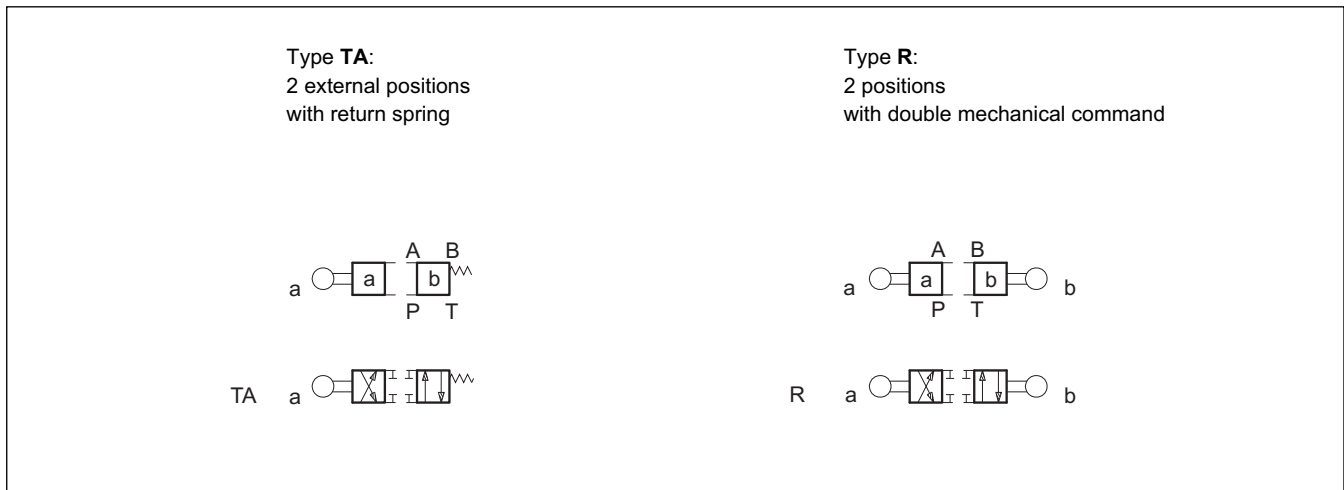 Type TA:
2 external positions
with return spring
A B
a a b
P T
TA a
Type R:
2 positions
with double mechanical command
A B
a a b b
P T
R a b